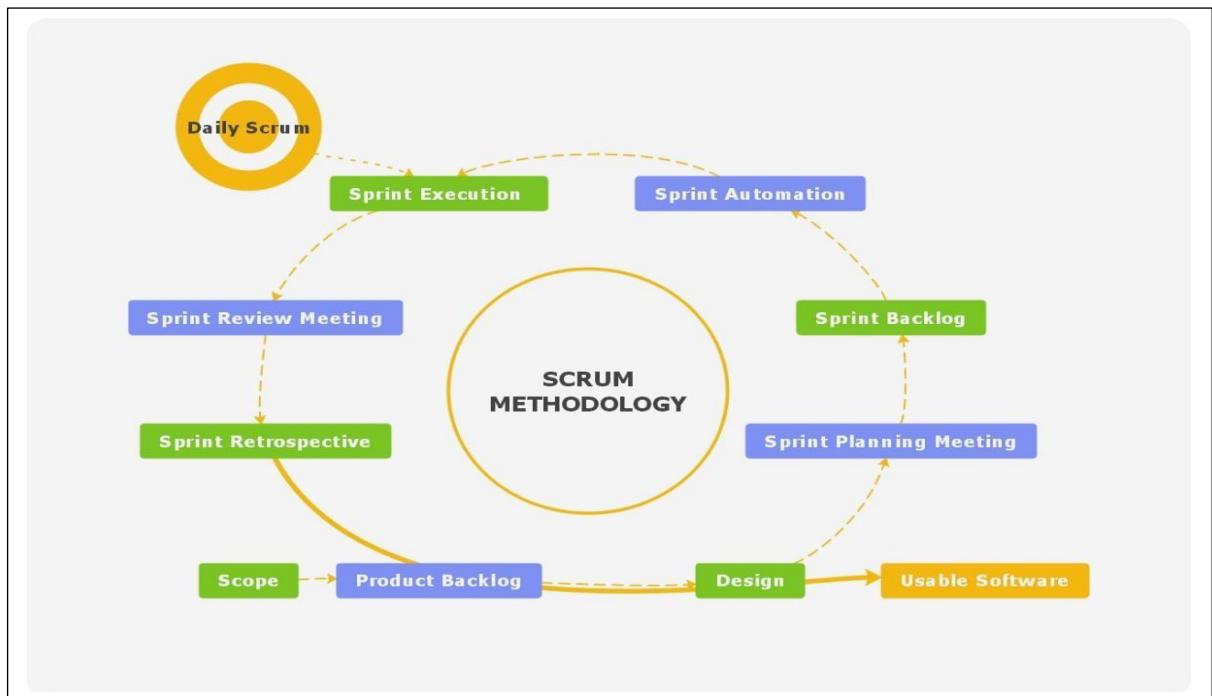 Daily Scrum
Sprint Execution
Sprint Automation
Sprint Review Meeting
Sprint Backlog
SCRUM
METHODOLOGY
Sprint Retrospective
Sprint Planning Meeting
Scope
Product Backlog
Design
Usable Software